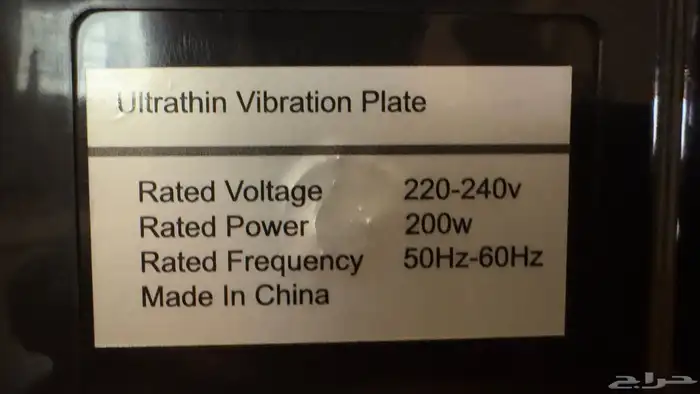 Ultrathin Vibration Plate
Rated Voltage 220-240v
Rated Power 200w
Rated Frequency 50Hz-60Hz
Made In China
حراج